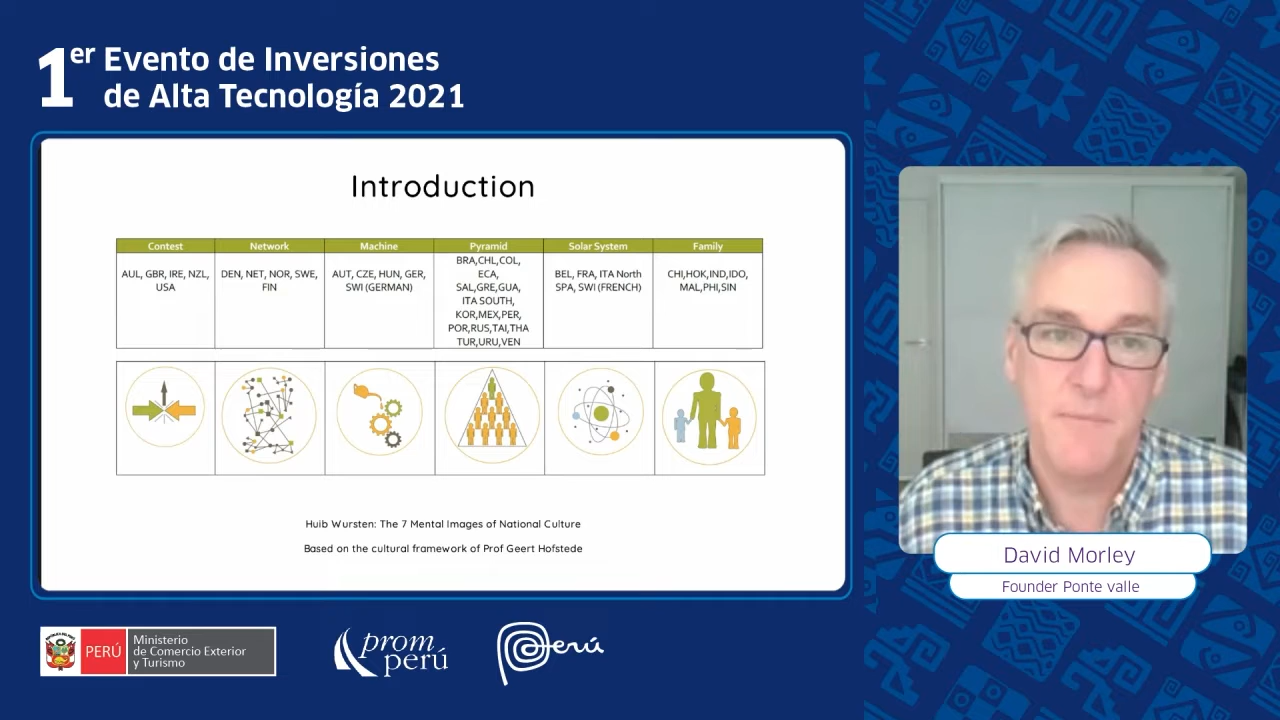 1er Evento de Inversiones
de Alta Tecnología 2021
Introduction
Contest
Network
Machine
Pyramid
Solar System
Family
AUL, GBR, IRE, NZL,
USA
DEN, NET, NOR, SWE,
FIN
AUT, CZE, HUN, GER,
SWI (GERMAN)
BRA,CHL,COL,
ECA,
SAL,GRE,GUA,
ITA SOUTH,
KOR,MEX,PER,
POR,RUS,TAI,THA
TUR,URU,VEN
BEL, FRA, ITA North
SPA, SWI (FRENCH)
CHI,HOK,IND,IDO,
MAL,PHI,SIN
Huib Wursten: The 7 Mental Images of National Culture
Based on the cultural framework of Prof Geert Hofstede
David Morley
Founder Ponte valle
PERÚ
Ministerio
de Comercio Exterior
y Turismo
prom
perú
Perú